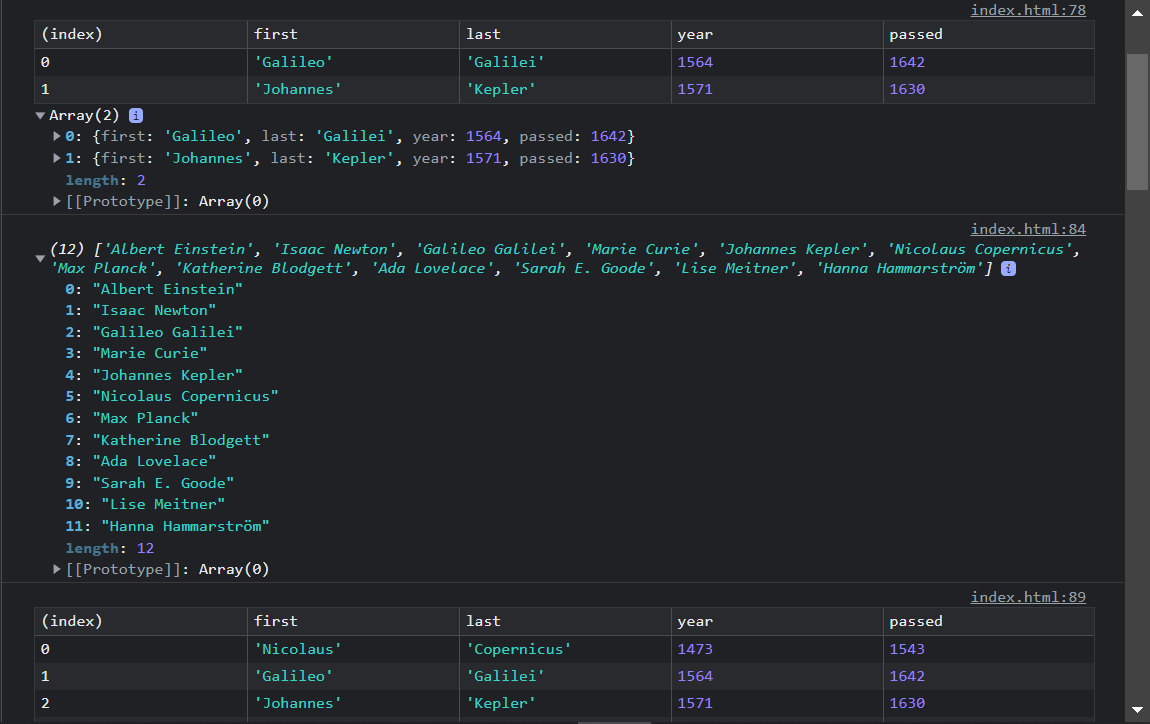 index.html:78
(index) first last year passed
0 'Galileo' 'Galilei' 1564 1642
1 'Johannes' 'Kepler' 1571 1630
▼Array(2) i
▶0: {first: 'Galileo', last: 'Galilei', year: 1564, passed: 1642}
▶1: {first: 'Johannes', last: 'Kepler', year: 1571, passed: 1630}
length: 2
▶[[Prototype]]: Array(0)
index.html:84
(12) ['Albert Einstein', 'Isaac Newton', 'Galileo Galilei', 'Marie Curie', 'Johannes Kepler', 'Nicolaus Copernicus',
▼'Max Planck', 'Katherine Blodgett', 'Ada Lovelace', 'Sarah E. Goode', 'Lise Meitner', 'Hanna Hammarström'] i
0: "Albert Einstein"
1: "Isaac Newton"
2: "Galileo Galilei"
3: "Marie Curie"
4: "Johannes Kepler"
5: "Nicolaus Copernicus"
6: "Max Planck"
7: "Katherine Blodgett"
8: "Ada Lovelace"
9: "Sarah E. Goode"
10: "Lise Meitner"
11: "Hanna Hammarström"
length: 12
▶[[Prototype]]: Array(0)
index.html:89
(index) first last year passed
0 'Nicolaus' 'Copernicus' 1473 1543
1 'Galileo' 'Galilei' 1564 1642
2 'Johannes' 'Kepler' 1571 1630